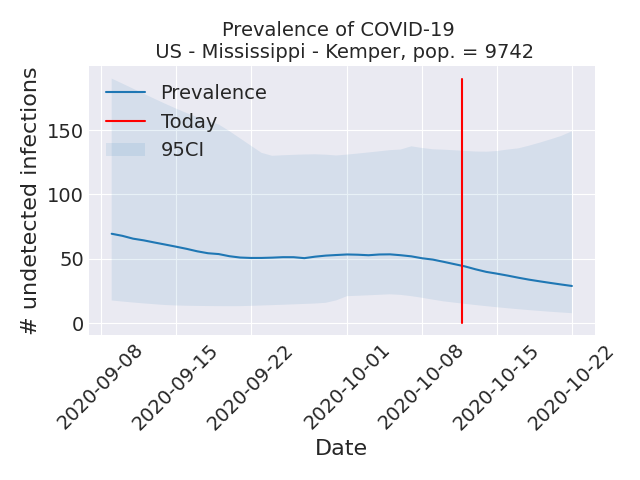 Prevalence of COVID-19
US - Mississippi - Kemper, pop. = 9742
# undetected infections
150
100
50
0
Prevalence
Today
95CI
2020-09-08
2020-09-15
2020-09-22
2020-10-01
2020-10-08
2020-10-15
2020-10-22
Date